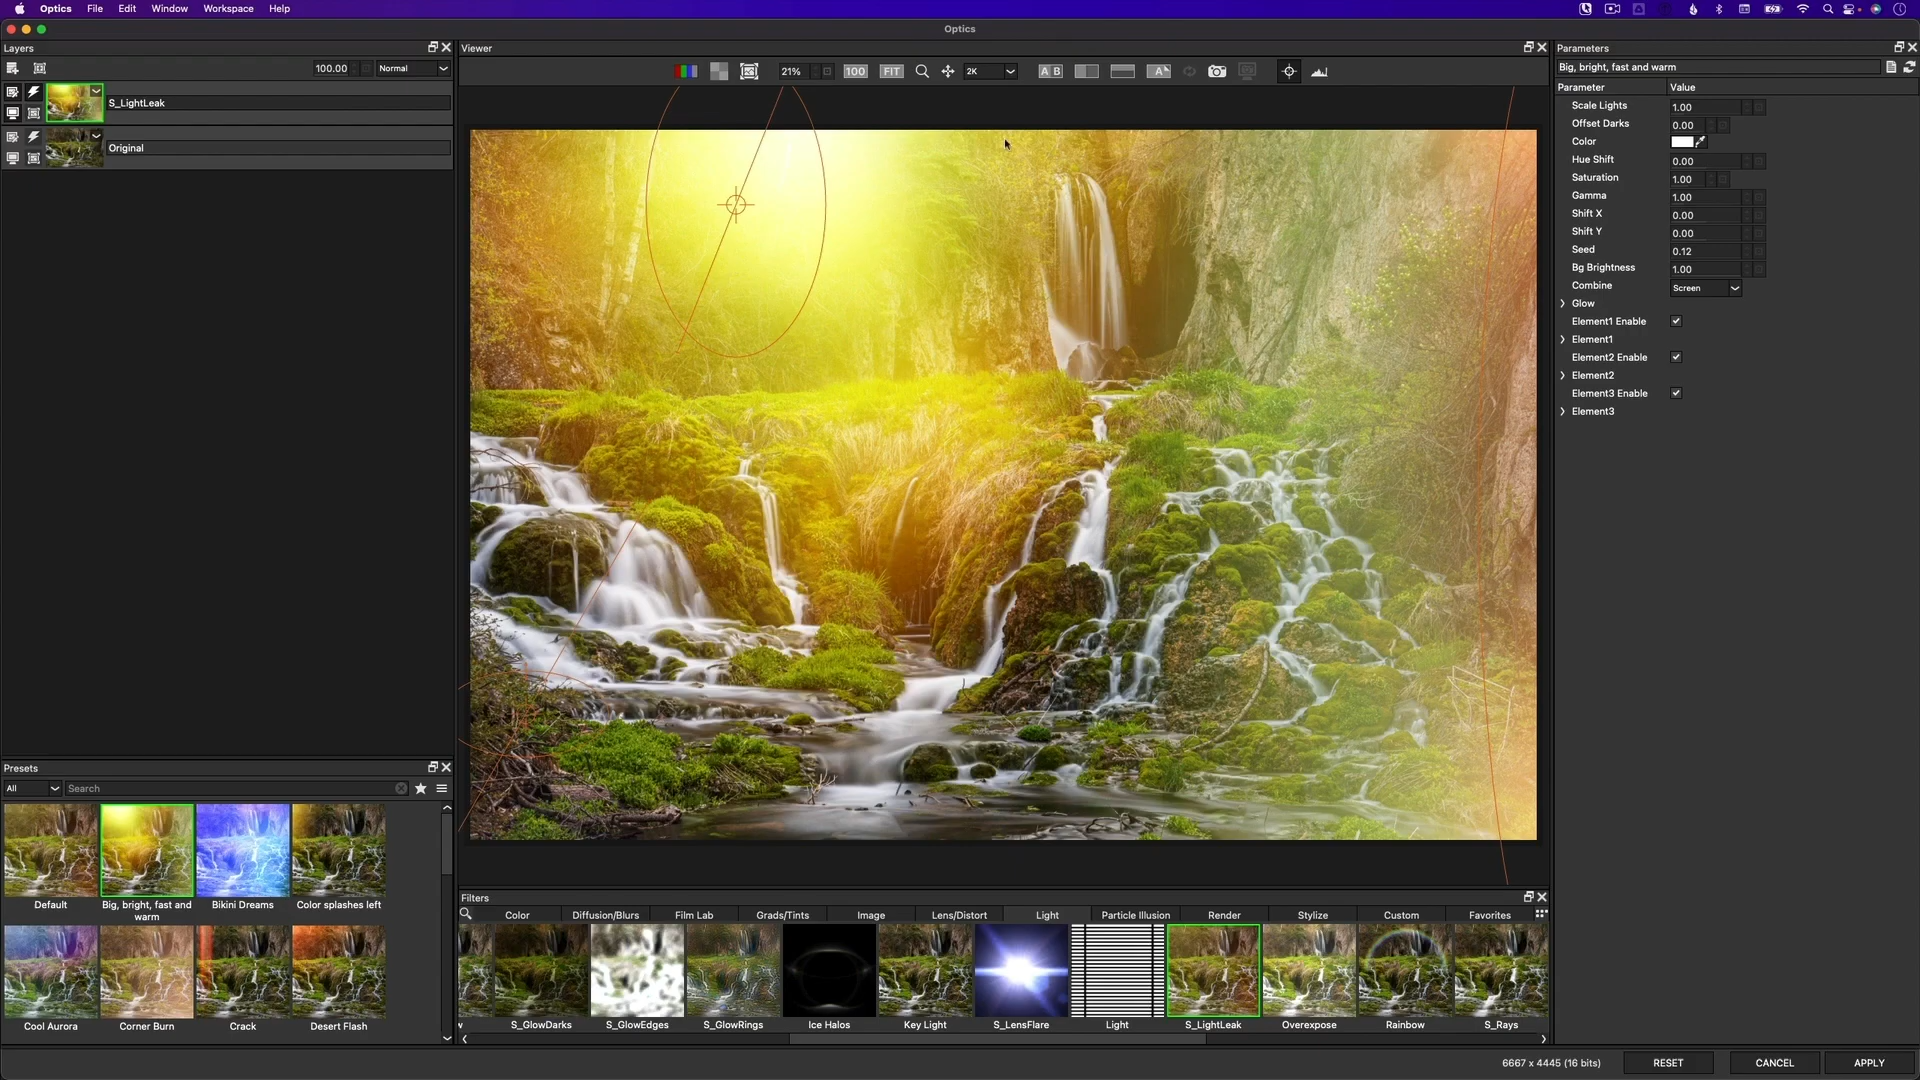 Optics File Edit Window Workspace Help
Optics
Layers
100.00 Normal
S_LightLeak
Original
Viewer
21% 100 FIT 2K A B A
Parameters
Big, bright, fast and warm
Parameter Value
Scale Lights 1.00
Offset Darks 0.00
Color
Hue Shift 0.00
Saturation 1.00
Gamma 1.00
Shift X 0.00
Shift Y 0.00
Seed 0.12
Bg Brightness 1.00
Combine Screen
Glow
Element1 Enable
Element1
Element2 Enable
Element2
Element3 Enable
Element3
Presets
All Search
Default
Big, bright, fast and
warm
Bikini Dreams
Color splashes left
Cool Aurora
Corner Burn
Crack
Desert Flash
Filters
Color Diffusion/Blurs Film Lab Grads/Tints Image Lens/Distort Light Particle Illusion Render Stylize Custom Favorites
w S_GlowDarks S_GlowEdges S_GlowRings Ice Halos Key Light S_LensFlare Light S_LightLeak Overexpose Rainbow S_Rays
6667 x 4445 (16 bits) RESET CANCEL APPLY